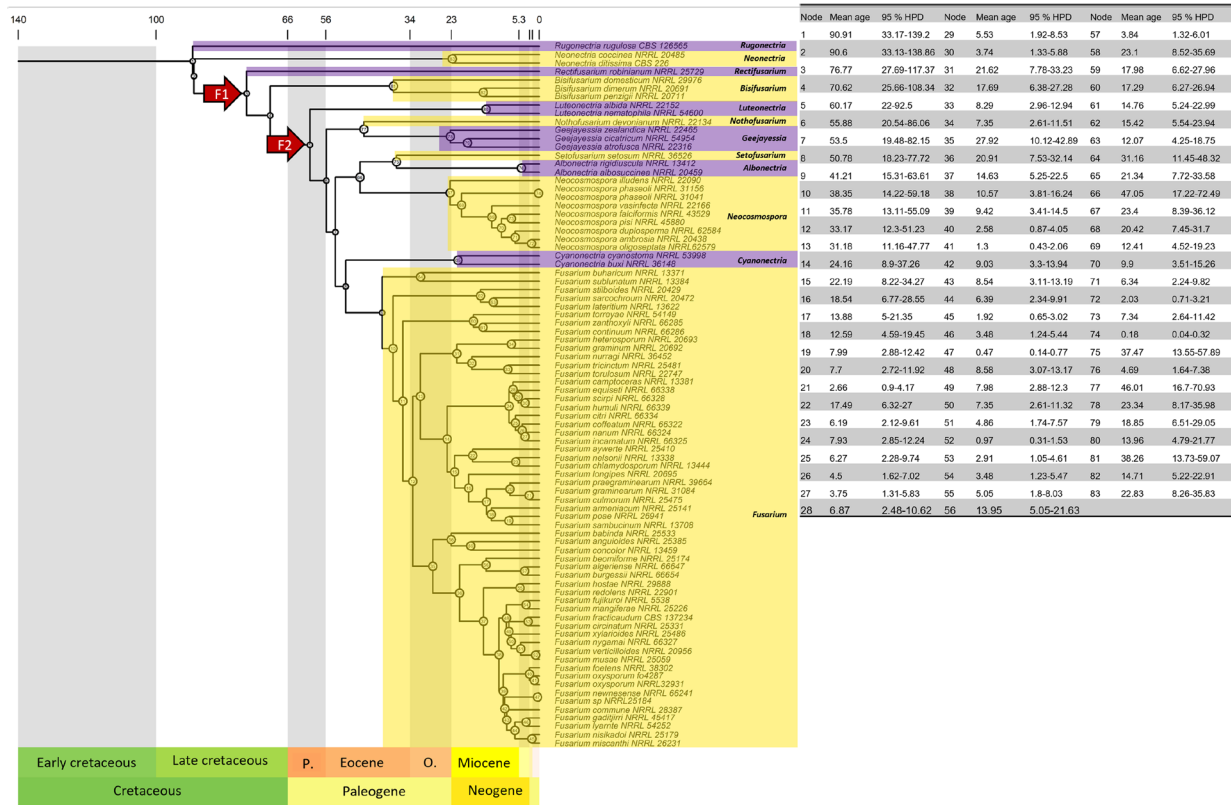 140 100 66 56 34 23 5.3 0
F1
F2
Rugonectria rugulosa CBS 126565 Rugonectria
Neonectria coccinea NRRL 20485
Neonectria
Neonectria ditissima CBS 226
Rectifusarium robinianum NRRL 25729 Rectifusarium
Bisifusarium domesticum NRRL 29976
Bisifusarium dimerum NRRL 20691 Bisifusarium
Bisifusarium penzigii NRRL 20711
Luteonectria albida NRRL 22152
Luteonectria
Luteonectria nematophila NRRL 54600
Nothofusarium devonianum NRRL 22134 Nothofusarium
Geejayessia zealandica NRRL 22465
Geejayessia cicatricum NRRL 54954 Geejayessia
Geejayessia atrofusca NRRL 22316
Setofusarium setosum NRRL 36526 Setofusarium
Albonectria rigidiuscula NRRL 13412
Albonectria
Albonectria albosuccinea NRRL 20459
Neocosmospora illudens NRRL 22090
Neocosmospora phaseoli NRRL 31156
Neocosmospora phaseoli NRRL 31041
Neocosmospora vasinfecta NRRL 22166
Neocosmospora falciformis NRRL 43529 Neocosmospora
Neocosmospora pisi NRRL 45880
Neocosmospora duplosperma NRRL 62584
Neocosmospora ambrosia NRRL 20438
Neocosmospora oligoseptata NRRL62579
Cyanonectria cyanostoma NRRL 53998
Cyanonectria
Cyanonectria buxi NRRL 36148
Fusarium buharicum NRRL 13371
Fusarium sublunatum NRRL 13384
Fusarium stilboides NRRL 20429
Fusarium sarcochroum NRRL 20472
Fusarium lateritium NRRL 13622
Fusarium torreyae NRRL 54149
Fusarium zanthoxyli NRRL 66285
Fusarium continuum NRRL 66286
Fusarium heterosporum NRRL 20693
Fusarium graminum NRRL 20692
Fusarium nurragi NRRL 36452
Fusarium tricinctum NRRL 25481
Fusarium torulosum NRRL 22747
Fusarium camptoceras NRRL 13381
Fusarium equiseti NRRL 66338
Fusarium scirpi NRRL 66328
Fusarium humuli NRRL 66339
Fusarium citri NRRL 66334
Fusarium coffeatum NRRL 66322
Fusarium nanum NRRL 66324
Fusarium incarnatum NRRL 66325
Fusarium aywerte NRRL 25410
Fusarium nelsonii NRRL 13338
Fusarium chlamydosporum NRRL 13444
Fusarium longipes NRRL 20695
Fusarium praegraminearum NRRL 39664
Fusarium graminearum NRRL 31084
Fusarium culmorum NRRL 25475
Fusarium armeniacum NRRL 25141
Fusarium poae NRRL 26941 Fusarium
Fusarium sambucinum NRRL 13708
Fusarium babinda NRRL 25533
Fusarium anguioides NRRL 25385
Fusarium concolor NRRL 13459
Fusarium beomiforme NRRL 25174
Fusarium algeriense NRRL 66647
Fusarium burgessii NRRL 66654
Fusarium hostae NRRL 29888
Fusarium redolens NRRL 22901
Fusarium fujikuroi NRRL 5538
Fusarium mangiferae NRRL 25226
Fusarium fracticaudum CBS 137234
Fusarium circinatum NRRL 25331
Fusarium xylarioides NRRL 25486
Fusarium nygamai NRRL 66327
Fusarium verticillioides NRRL 20956
Fusarium musae NRRL 25059
Fusarium foetens NRRL 38302
Fusarium oxysporum fo4287
Fusarium oxysporum NRRL32931
Fusarium newnesense NRRL 66241
Fusarium sp NRRL25184
Fusarium commune NRRL 28387
Fusarium gaditjirri NRRL 45417
Fusarium lyarnte NRRL 54252
Fusarium nisikadoi NRRL 25179
Fusarium miscanthi NRRL 26231
Early cretaceous Late cretaceous P. Eocene O. Miocene
Cretaceous Paleogene Neogene
Node Mean age 95 % HPD Node Mean age 95 % HPD Node Mean age 95 % HPD
1 90.91 33.17-139.2 29 5.53 1.92-8.53 57 3.84 1.32-6.01
2 90.6 33.13-138.86 30 3.74 1.33-5.88 58 23.1 8.52-35.69
3 76.77 27.69-117.37 31 21.62 7.78-33.23 59 17.98 6.62-27.96
4 70.62 25.66-108.34 32 17.69 6.38-27.28 60 17.29 6.27-26.94
5 60.17 22-92.5 33 8.29 2.96-12.94 61 14.76 5.24-22.99
6 55.88 20.54-86.06 34 7.35 2.61-11.51 62 15.42 5.54-23.94
7 53.5 19.48-82.15 35 27.92 10.12-42.89 63 12.07 4.25-18.75
8 50.78 18.23-77.72 36 20.91 7.53-32.14 64 31.16 11.45-48.32
9 41.21 15.31-63.61 37 14.63 5.25-22.5 65 21.34 7.72-33.58
10 38.35 14.22-59.18 38 10.57 3.81-16.24 66 47.05 17.22-72.49
11 35.78 13.11-55.09 39 9.42 3.41-14.5 67 23.4 8.39-36.12
12 33.17 12.3-51.23 40 2.58 0.87-4.05 68 20.42 7.45-31.7
13 31.18 11.16-47.77 41 1.3 0.43-2.06 69 12.41 4.52-19.23
14 24.16 8.9-37.26 42 9.03 3.3-13.94 70 9.9 3.51-15.26
15 22.19 8.22-34.27 43 8.54 3.11-13.19 71 6.34 2.24-9.82
16 18.54 6.77-28.55 44 6.39 2.34-9.91 72 2.03 0.71-3.21
17 13.88 5-21.35 45 1.92 0.65-3.02 73 7.34 2.64-11.42
18 12.59 4.59-19.45 46 3.48 1.24-5.44 74 0.18 0.04-0.32
19 7.99 2.88-12.42 47 0.47 0.14-0.77 75 37.47 13.55-57.89
20 7.7 2.72-11.92 48 8.58 3.07-13.17 76 4.69 1.64-7.38
21 2.66 0.9-4.17 49 7.98 2.88-12.3 77 46.01 16.7-70.93
22 17.49 6.32-27 50 7.35 2.61-11.32 78 23.34 8.17-35.98
23 6.19 2.12-9.61 51 4.86 1.74-7.57 79 18.85 6.51-29.05
24 7.93 2.85-12.24 52 0.97 0.31-1.53 80 13.96 4.79-21.77
25 6.27 2.28-9.74 53 2.91 1.05-4.61 81 38.26 13.73-59.07
26 4.5 1.62-7.02 54 3.48 1.23-5.47 82 14.71 5.22-22.91
27 3.75 1.31-5.83 55 5.05 1.8-8.03 83 22.83 8.26-35.83
28 6.87 2.48-10.62 56 13.95 5.05-21.63